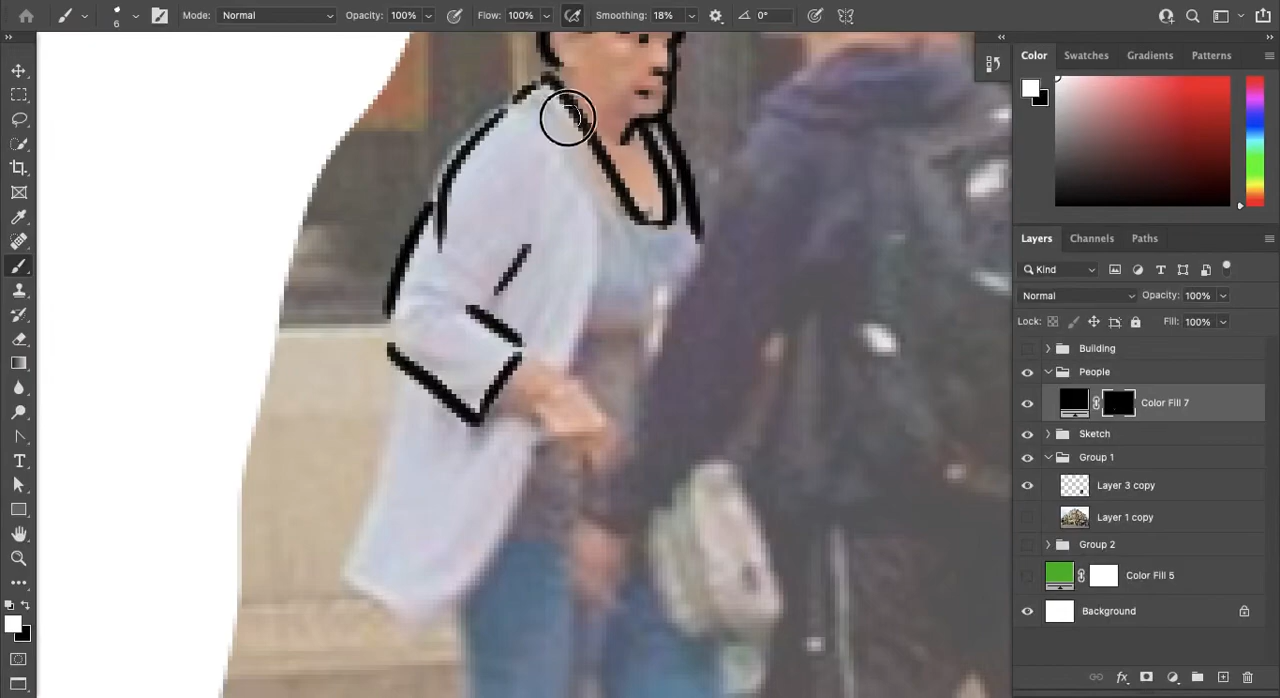 Mode: Normal Opacity: 100% Flow: 100% Smoothing: 18% 0°
6
Color Swatches Gradients Patterns
Layers Channels Paths
Kind
Normal Opacity: 100%
Lock: Fill: 100%
Building
People
Color Fill 7
Sketch
Group 1
Layer 3 copy
Layer 1 copy
Group 2
Color Fill 5
Background